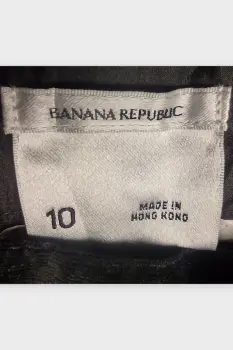 BANANA REPUBLIC
10
MADE IN
HONG KONG